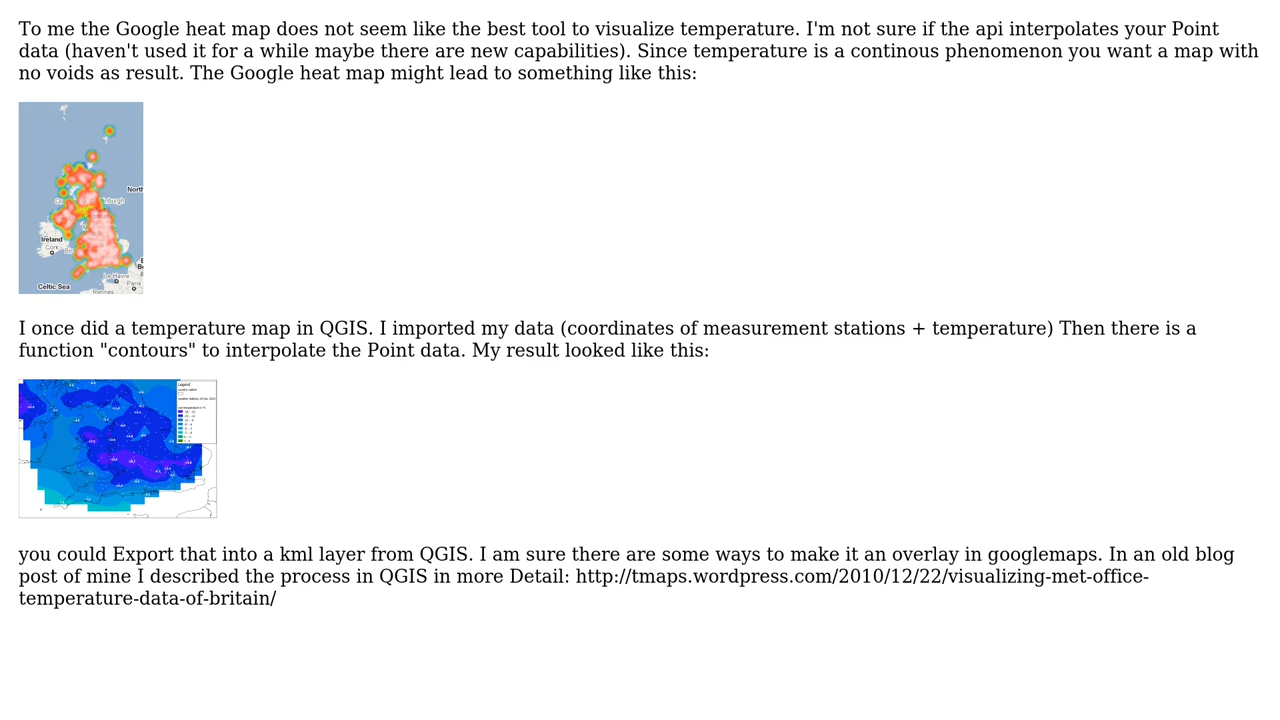 To me the Google heat map does not seem like the best tool to visualize temperature. I'm not sure if the api interpolates your Point
data (haven't used it for a while maybe there are new capabilities). Since temperature is a continous phenomenon you want a map with
no voids as result. The Google heat map might lead to something like this:
North
Ireland
Cork
Le Havre
Paris
Celtic Sea
Rennes
I once did a temperature map in QGIS. I imported my data (coordinates of measurement stations + temperature) Then there is a
function "contours" to interpolate the Point data. My result looked like this:
Legend
you could Export that into a kml layer from QGIS. I am sure there are some ways to make it an overlay in googlemaps. In an old blog
post of mine I described the process in QGIS in more Detail: http://tmaps.wordpress.com/2010/12/22/visualizing-met-office-
temperature-data-of-britain/